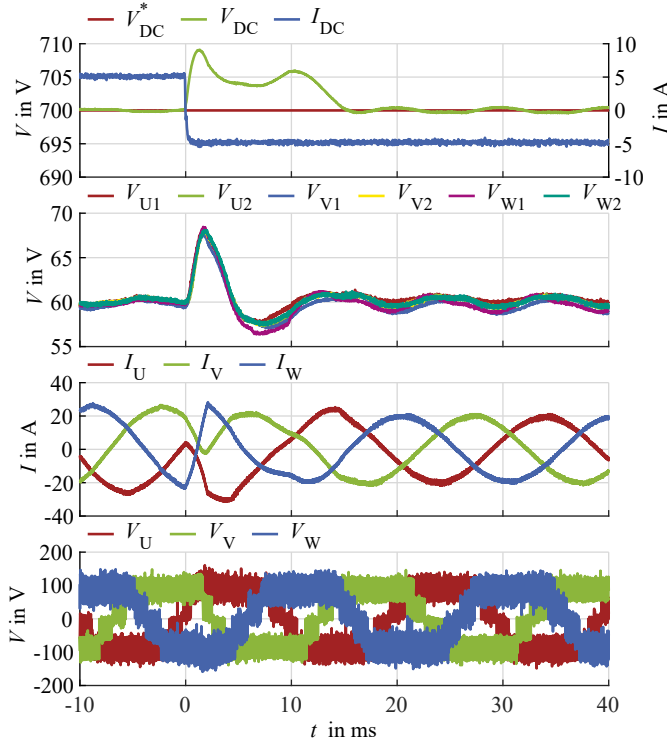 V*DC VDC IDC
710 10
705 5
700 0
695 -5
690 -10
V in V I in A
VU1 VU2 VV1 VV2 VW1 VW2
70
65
60
55
V in V
IU IV IW
40
20
0
-20
-40
I in A
VU VV VW
200
100
0
-100
-200
V in V
-10 0 10 20 30 40
t in ms